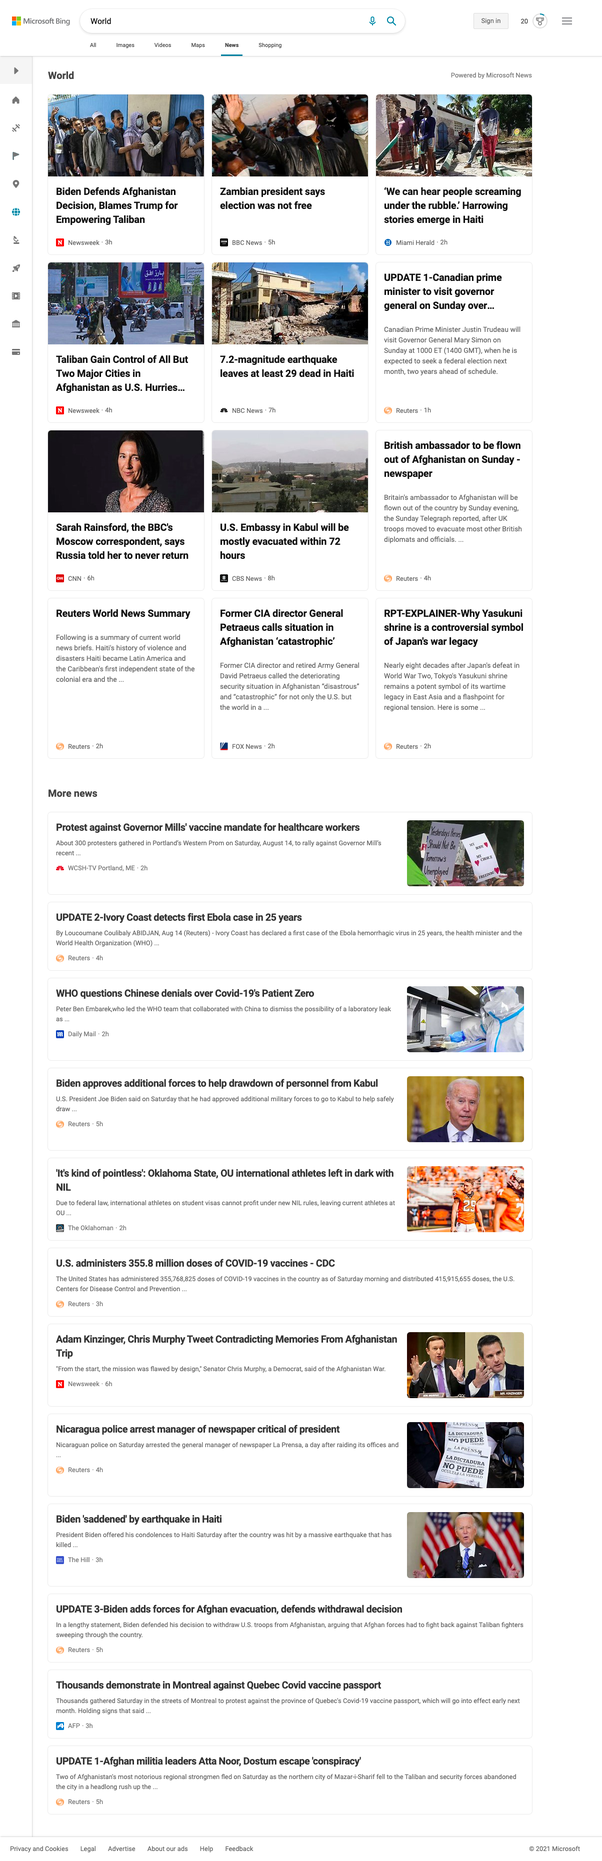 Microsoft Bing
World
Sign in
20
All
Images
Videos
Maps
News
Shopping
World
Powered by Microsoft News
Biden Defends Afghanistan
Decision, Blames Trump for
Empowering Taliban
Newsweek · 3h
Zambian president says
election was not free
BBC News · 5h
‘We can hear people screaming
under the rubble.’ Harrowing
stories emerge in Haiti
Miami Herald · 2h
Taliban Gain Control of All But
Two Major Cities in
Afghanistan as U.S. Hurries…
Newsweek · 4h
7.2-magnitude earthquake
leaves at least 29 dead in Haiti
NBC News · 7h
UPDATE 1-Canadian prime
minister to visit governor
general on Sunday over…
Canadian Prime Minister Justin Trudeau will
visit Governor General Mary Simon on
Sunday at 1000 ET (1400 GMT), when he is
expected to seek a federal election next
month, two years ahead of schedule.
Reuters · 1h
Sarah Rainsford, the BBC's
Moscow correspondent, says
Russia told her to never return
CNN · 6h
U.S. Embassy in Kabul will be
mostly evacuated within 72
hours
CBS News · 8h
British ambassador to be flown
out of Afghanistan on Sunday -
newspaper
Britain's ambassador to Afghanistan will be
flown out of the country by Sunday evening,
the Sunday Telegraph reported, after UK
troops moved to evacuate most other British
diplomats and officials. ...
Reuters · 4h
Reuters World News Summary
Following is a summary of current world
news briefs. Haiti's history of violence and
disasters Haiti became Latin America and
the Caribbean's first independent state of the
colonial era and the ...
Reuters · 2h
Former CIA director General
Petraeus calls situation in
Afghanistan ‘catastrophic’
Former CIA director and retired Army General
David Petraeus called the deteriorating
security situation in Afghanistan “disastrous”
and “catastrophic” for not only the U.S. but
the world in a ...
FOX News · 2h
RPT-EXPLAINER-Why Yasukuni
shrine is a controversial symbol
of Japan's war legacy
Nearly eight decades after Japan's defeat in
World War Two, Tokyo's Yasukuni shrine
remains a potent symbol of its wartime
legacy in East Asia and a flashpoint for
regional tension. Here is some ...
Reuters · 2h
More news
Protest against Governor Mills' vaccine mandate for healthcare workers
About 300 protesters gathered in Portland's Western Prom on Saturday, August 14, to rally against Governor Mill's
recent ...
WCSH-TV Portland, ME · 2h
UPDATE 2-Ivory Coast detects first Ebola case in 25 years
By Loucoumane Coulibaly ABIDJAN, Aug 14 (Reuters) - Ivory Coast has declared a first case of the Ebola hemorrhagic virus in 25 years, the health minister and the
World Health Organization (WHO) ...
Reuters · 4h
WHO questions Chinese denials over Covid-19's Patient Zero
Peter Ben Embarek,who led the WHO team that collaborated with China to dismiss the possibility of a laboratory leak
as ...
Daily Mail · 2h
Biden approves additional forces to help drawdown of personnel from Kabul
U.S. President Joe Biden said on Saturday that he had approved additional military forces to go to Kabul to help safely
draw ...
Reuters · 5h
'It's kind of pointless': Oklahoma State, OU international athletes left in dark with
NIL
Due to federal law, international athletes on student visas cannot profit under new NIL rules, leaving current athletes at
OU ...
The Oklahoman · 2h
29
U.S. administers 355.8 million doses of COVID-19 vaccines - CDC
The United States has administered 355,768,825 doses of COVID-19 vaccines in the country as of Saturday morning and distributed 415,915,655 doses, the U.S.
Centers for Disease Control and Prevention ...
Reuters · 3h
Adam Kinzinger, Chris Murphy Tweet Contradicting Memories From Afghanistan
Trip
"From the start, the mission was flawed by design," Senator Chris Murphy, a Democrat, said of the Afghanistan War.
Newsweek · 6h
Nicaragua police arrest manager of newspaper critical of president
Nicaraguan police on Saturday arrested the general manager of newspaper La Prensa, a day after raiding its offices and
...
Reuters · 4h
LA DICTADURA
NO PUEDE
Biden 'saddened' by earthquake in Haiti
President Biden offered his condolences to Haiti Saturday after the country was hit by a massive earthquake that has
killed ...
The Hill · 3h
UPDATE 3-Biden adds forces for Afghan evacuation, defends withdrawal decision
In a lengthy statement, Biden defended his decision to withdraw U.S. troops from Afghanistan, arguing that Afghan forces had to fight back against Taliban fighters
sweeping through the country.
Reuters · 5h
Thousands demonstrate in Montreal against Quebec Covid vaccine passport
Thousands gathered Saturday in the streets of Montreal to protest against the province of Quebec's Covid-19 vaccine passport, which will go into effect early next
month. Holding signs that said ...
AFP · 3h
UPDATE 1-Afghan militia leaders Atta Noor, Dostum escape 'conspiracy'
Two of Afghanistan's most notorious regional strongmen fled on Saturday as the northern city of Mazar-i-Sharif fell to the Taliban and security forces abandoned
the city in a headlong rush up the ...
Reuters · 5h
Privacy and Cookies
Legal
Advertise
About our ads
Help
Feedback
© 2021 Microsoft